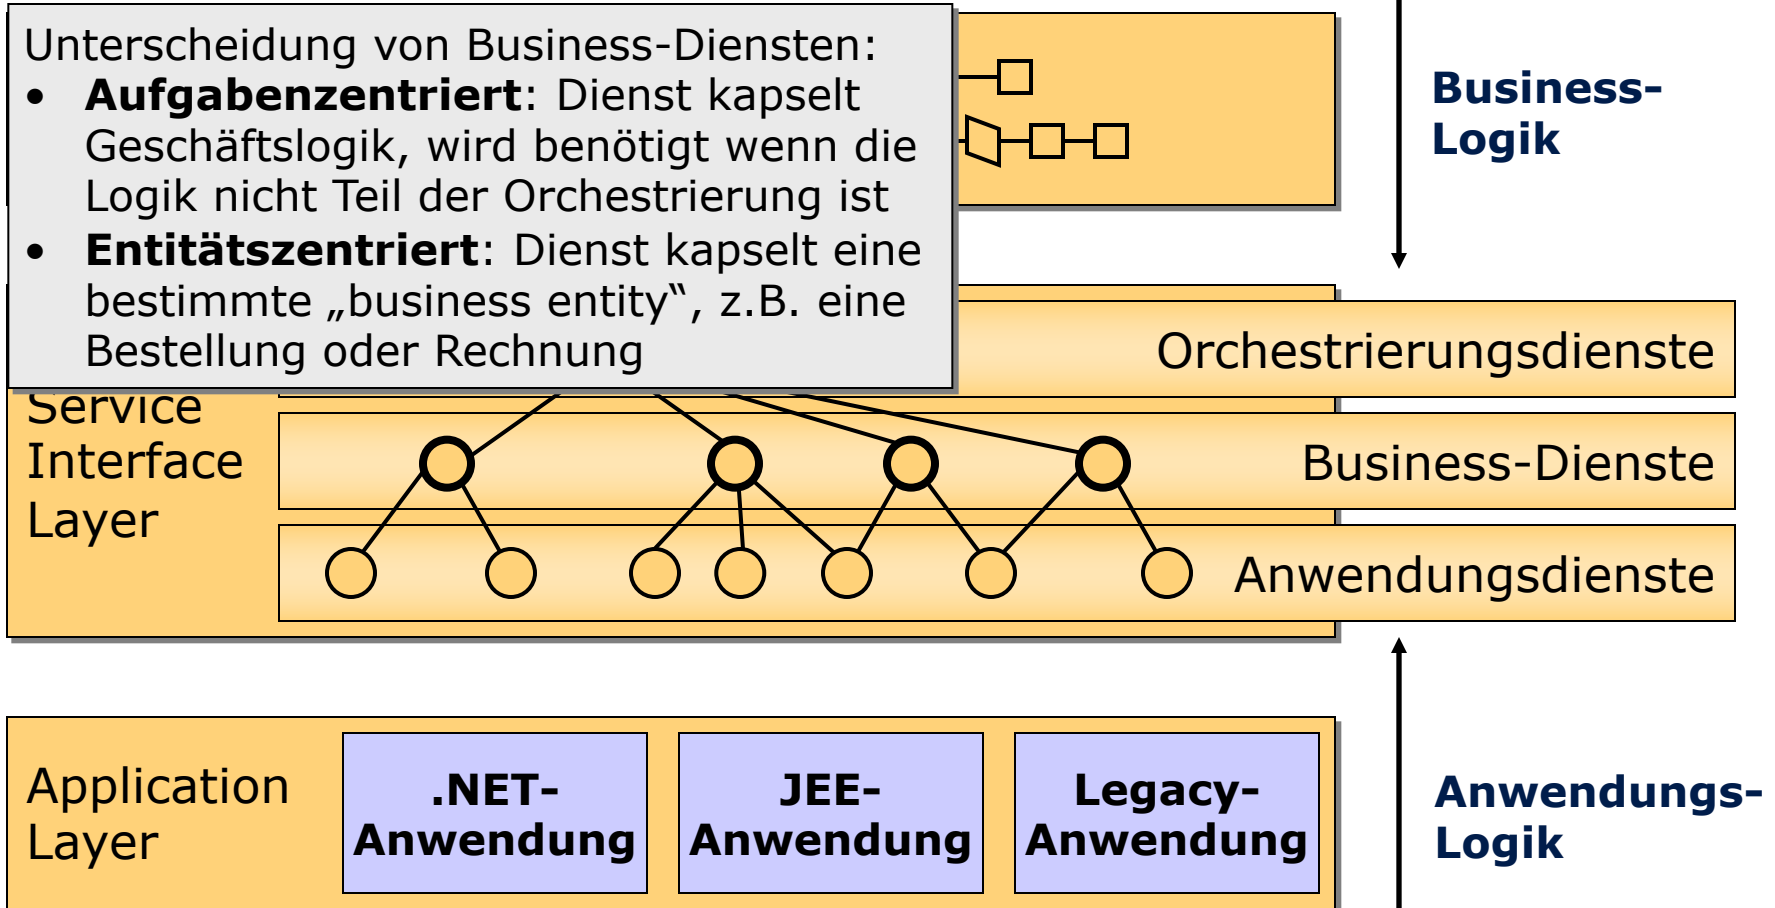 Unterscheidung von Business-Diensten:
• Aufgabenzentriert: Dienst kapselt
Geschäftslogik, wird benötigt wenn die
Logik nicht Teil der Orchestrierung ist
• Entitätszentriert: Dienst kapselt eine
bestimmte „business entity“, z.B. eine
Bestellung oder Rechnung
Business-
Logik
Orchestrierungsdienste
Service
Interface
Layer
Business-Dienste
Anwendungsdienste
Application
Layer
.NET-
Anwendung
JEE-
Anwendung
Legacy-
Anwendung
Anwendungs-
Logik